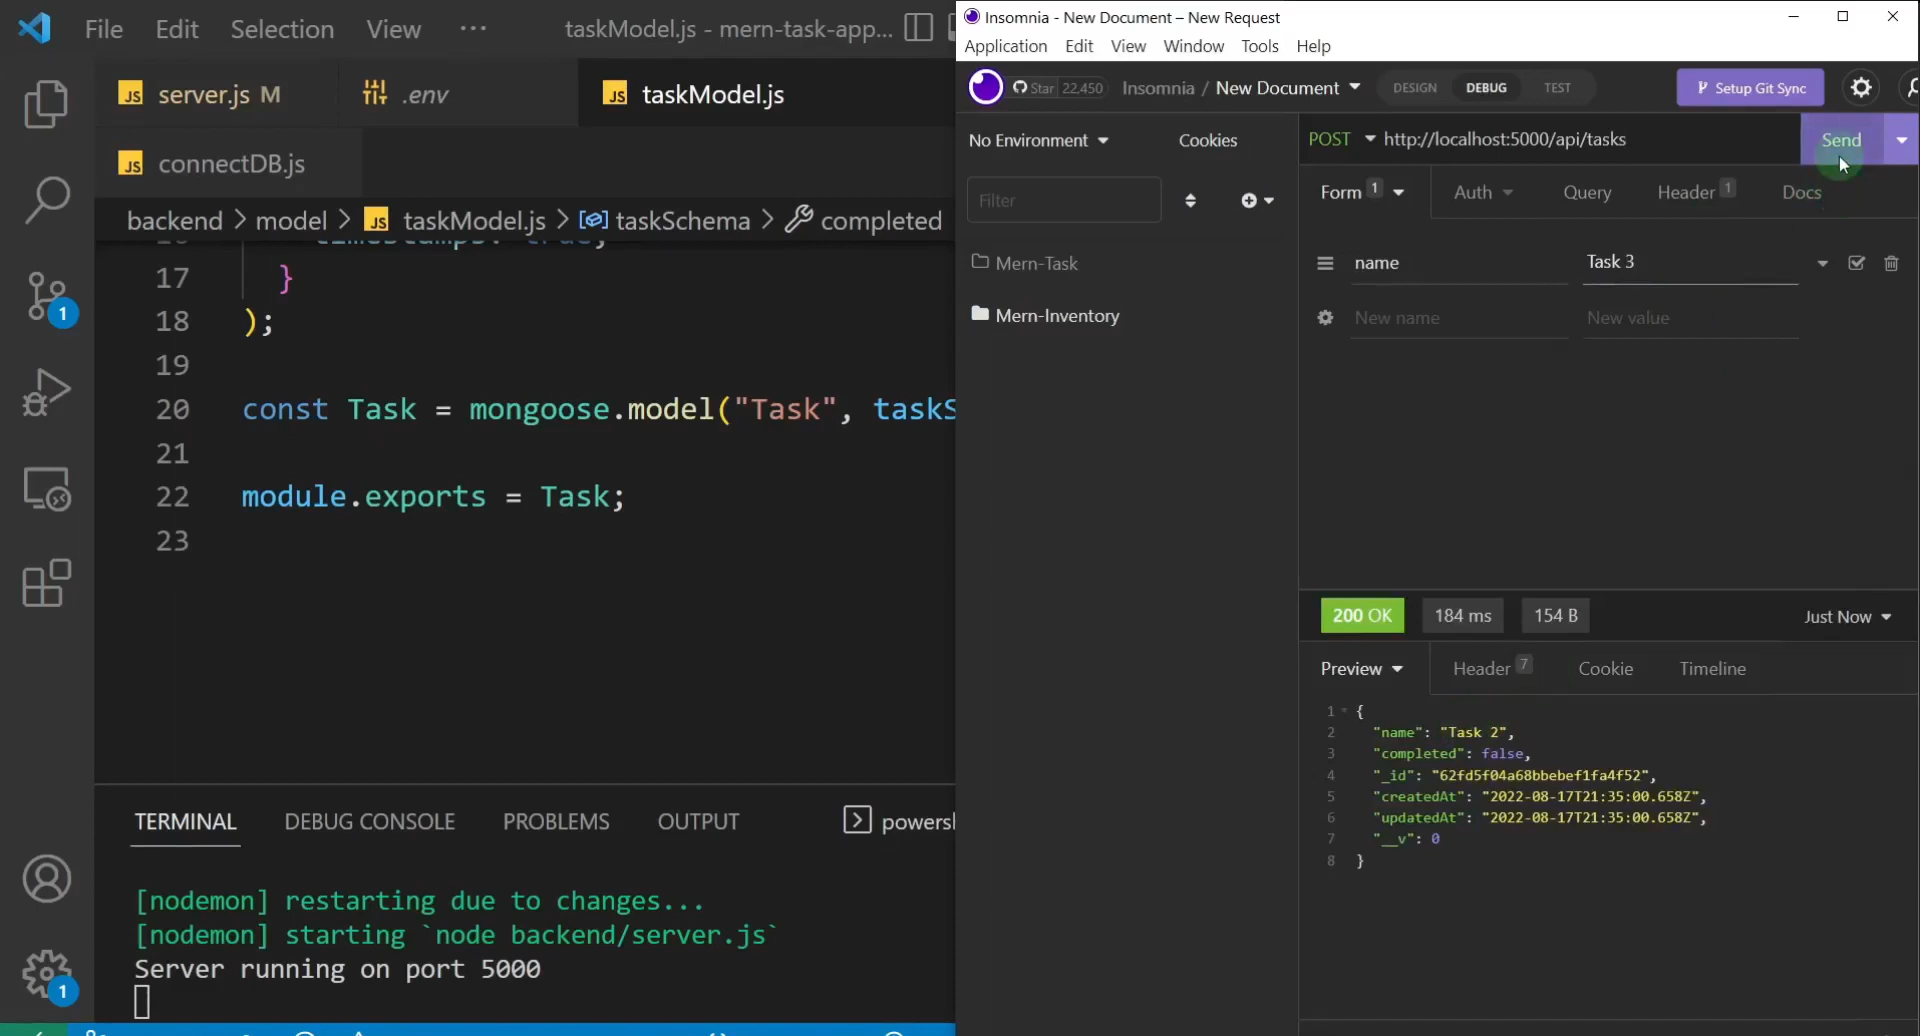 File Edit Selection View ··· taskModel.js - mern-task-app...
server.js M .env taskModel.js
connectDB.js
backend > model > taskModel.js > taskSchema > completed
17 }
18 );
19
20 const Task = mongoose.model("Task", taskS
21
22 module.exports = Task;
23
TERMINAL DEBUG CONSOLE PROBLEMS OUTPUT powersh
[nodemon] restarting due to changes...
[nodemon] starting `node backend/server.js`
Server running on port 5000
1
1
Insomnia - New Document – New Request
Application Edit View Window Tools Help
Star 22,450 Insomnia / New Document DESIGN DEBUG TEST Setup Git Sync
No Environment Cookies
Filter
Mern-Task
Mern-Inventory
POST http://localhost:5000/api/tasks Send
Form 1 Auth Query Header 1 Docs
name Task 3
New name New value
200 OK 184 ms 154 B Just Now
Preview Header 7 Cookie Timeline
1 {
2 "name": "Task 2",
3 "completed": false,
4 "_id": "62fd5f04a68bbebef1fa4f52",
5 "createdAt": "2022-08-17T21:35:00.658Z",
6 "updatedAt": "2022-08-17T21:35:00.658Z",
7 "__v": 0
8 }